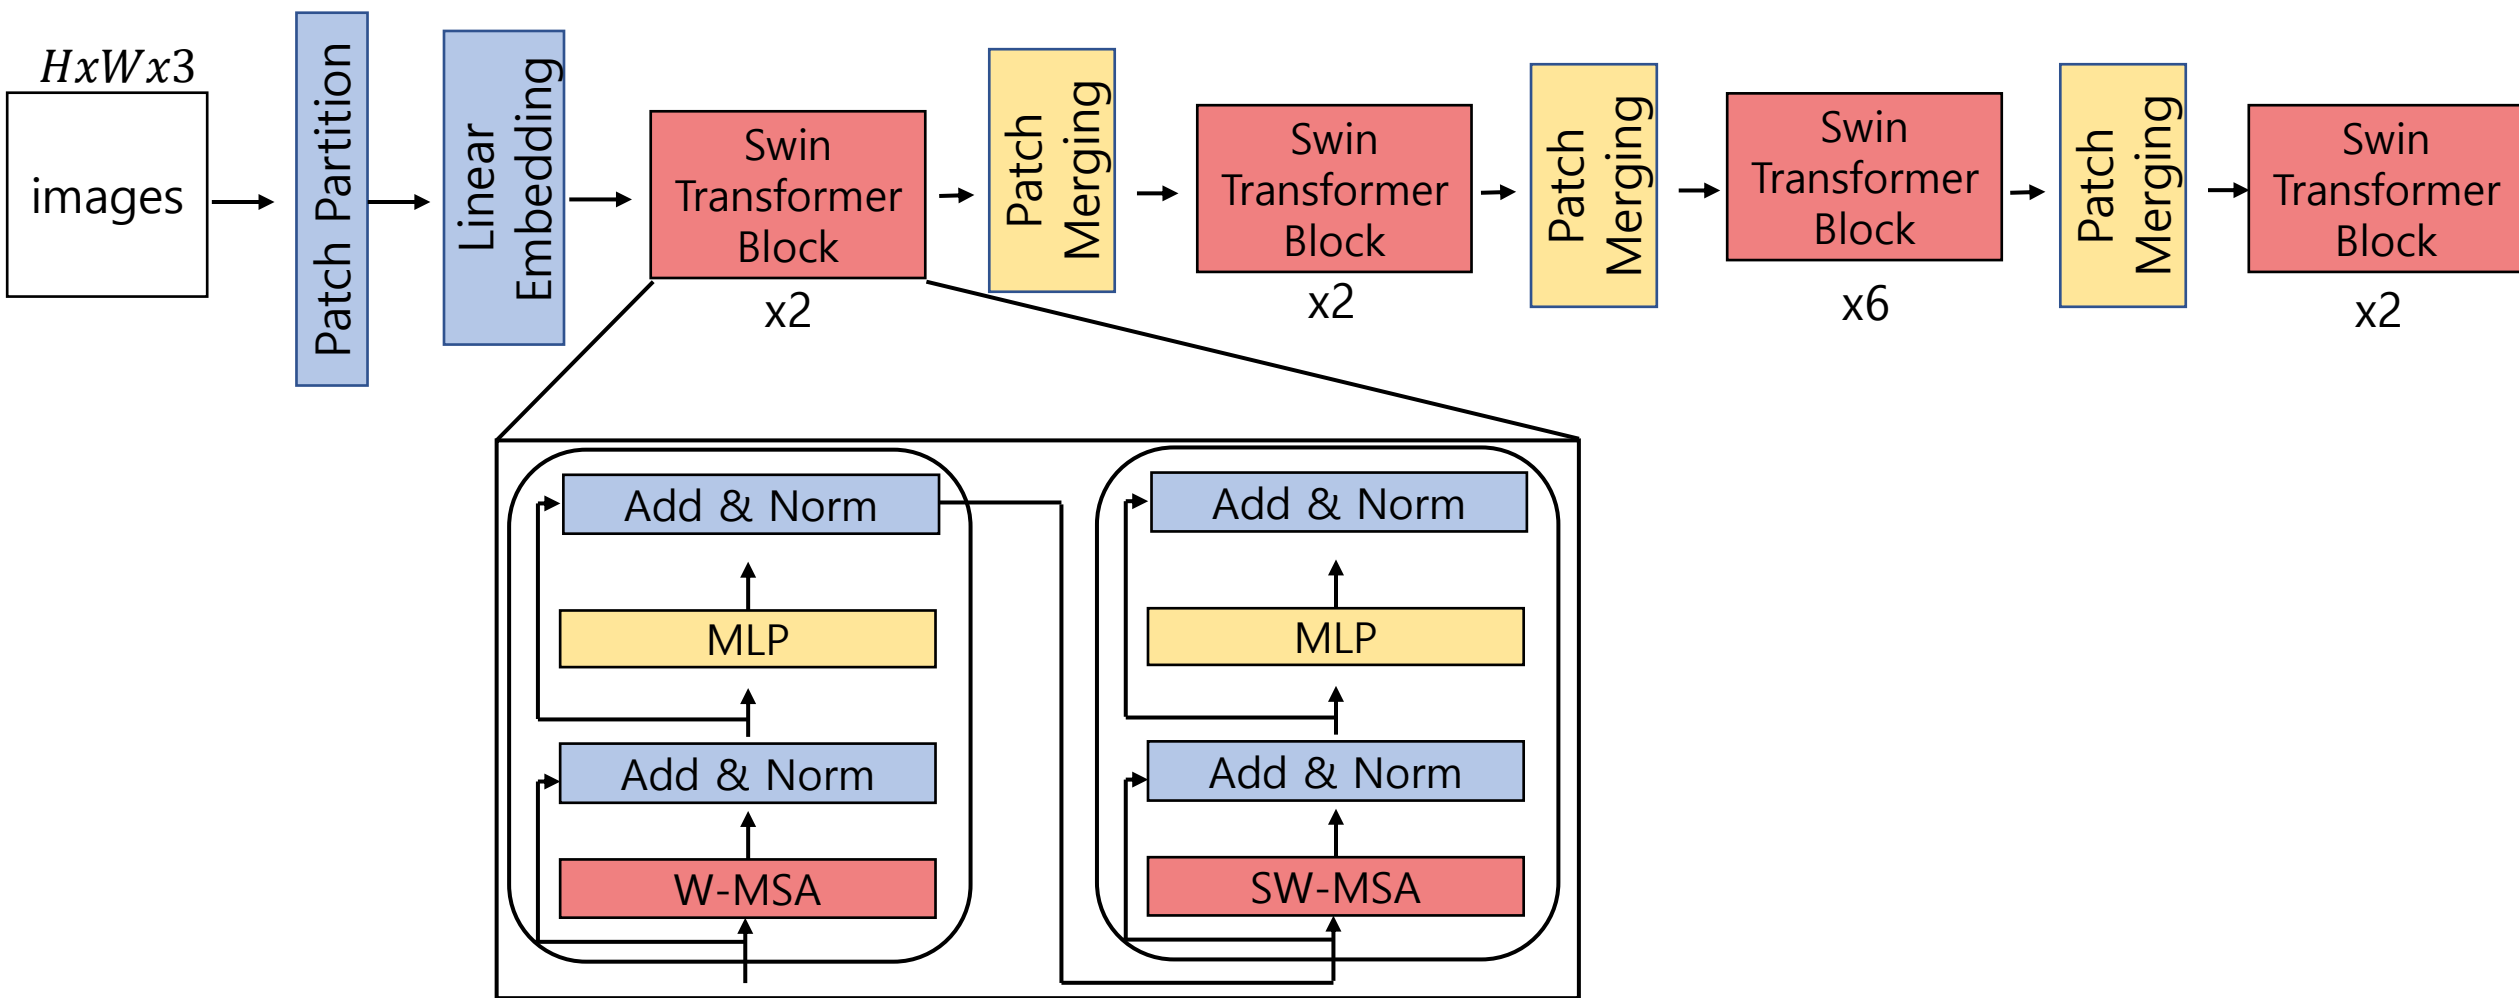 HxWx3
images
Patch Partition
Linear
Embedding
Swin
Transformer
Block
x2
Patch
Merging
Swin
Transformer
Block
x2
Patch
Merging
Swin
Transformer
Block
x6
Patch
Merging
Swin
Transformer
Block
x2
Add & Norm
MLP
Add & Norm
W-MSA
Add & Norm
MLP
Add & Norm
SW-MSA